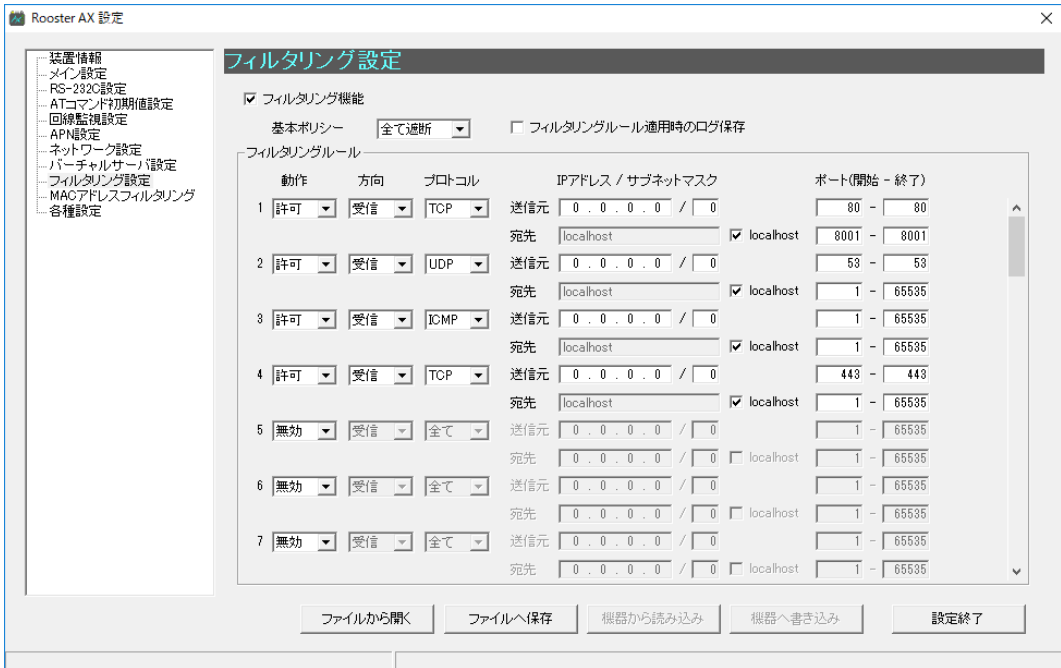 Rooster AX 設定
装置情報
メイン設定
RS-232C設定
ATコマンド初期値設定
回線監視設定
APN設定
ネットワーク設定
バーチャルサーバ設定
フィルタリング設定
MACアドレスフィルタリング
各種設定
フィルタリング設定
フィルタリング機能
基本ポリシー 全て遮断 フィルタリングルール適用時のログ保存
フィルタリングルール
動作 方向 プロトコル IPアドレス / サブネットマスク ポート(開始 - 終了)
1 許可 受信 TCP 送信元 0 . 0 . 0 . 0 / 0 80 - 80
宛先 localhost localhost 8001 - 8001
2 許可 受信 UDP 送信元 0 . 0 . 0 . 0 / 0 53 - 53
宛先 localhost localhost 1 - 65535
3 許可 受信 ICMP 送信元 0 . 0 . 0 . 0 / 0 1 - 65535
宛先 localhost localhost 1 - 65535
4 許可 受信 TCP 送信元 0 . 0 . 0 . 0 / 0 443 - 443
宛先 localhost localhost 1 - 65535
5 無効 受信 全て 送信元 0 . 0 . 0 . 0 / 0 1 - 65535
宛先 0 . 0 . 0 . 0 / 0 localhost 1 - 65535
6 無効 受信 全て 送信元 0 . 0 . 0 . 0 / 0 1 - 65535
宛先 0 . 0 . 0 . 0 / 0 localhost 1 - 65535
7 無効 受信 全て 送信元 0 . 0 . 0 . 0 / 0 1 - 65535
宛先 0 . 0 . 0 . 0 / 0 localhost 1 - 65535
ファイルから開く ファイルへ保存 機器から読み込み 機器へ書き込み 設定終了